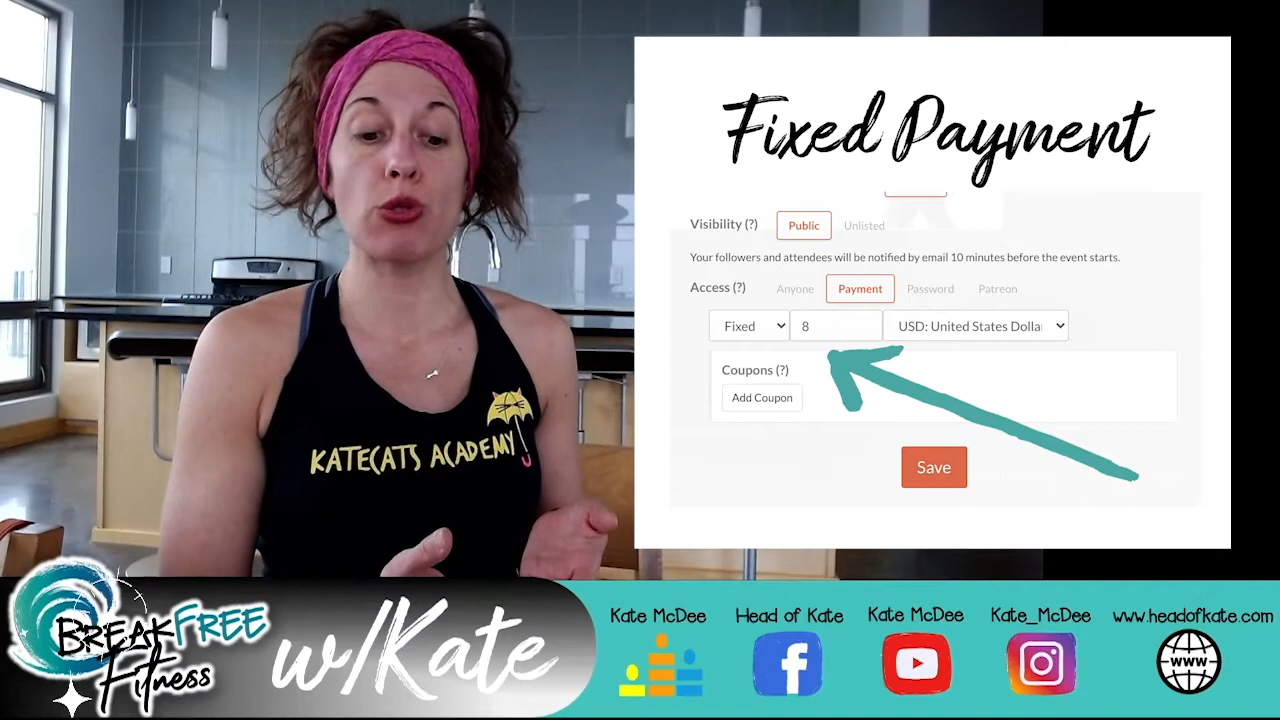 Fixed Payment
Visibility (?) Public Unlisted
Your followers and attendees will be notified by email 10 minutes before the event starts.
Access (?) Anyone Payment Password Patreon
Fixed 8 USD: United States Dolla
Coupons (?)
Add Coupon
Save
KATECATS ACADEMY
BREAKFREE
Fitness
w/Kate
Kate McDee Head of Kate Kate McDee Kate_McDee www.headofkate.com
WWW